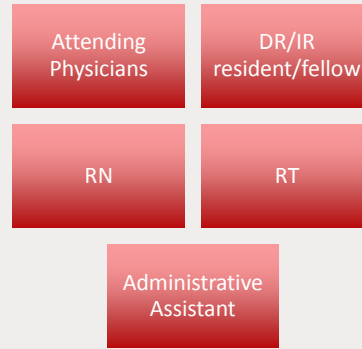 Attending
Physicians
DR/IR
resident/fellow
RN
RT
Administrative
Assistant